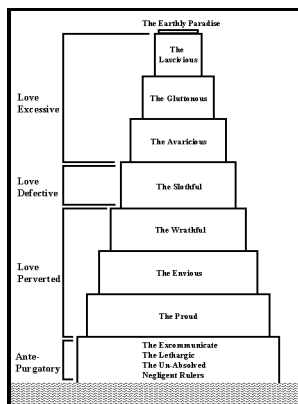 The Earthly Paradise
The
Lascivious
Love
Excessive
The Gluttonous
The Avaricious
Love
Defective
The Slothful
The Wrathful
Love
Perverted
The Envious
The Proud
Ante-
Purgatory
The Excommunicate
The Lethargic
The Un-Absolved
Negligent Rulers